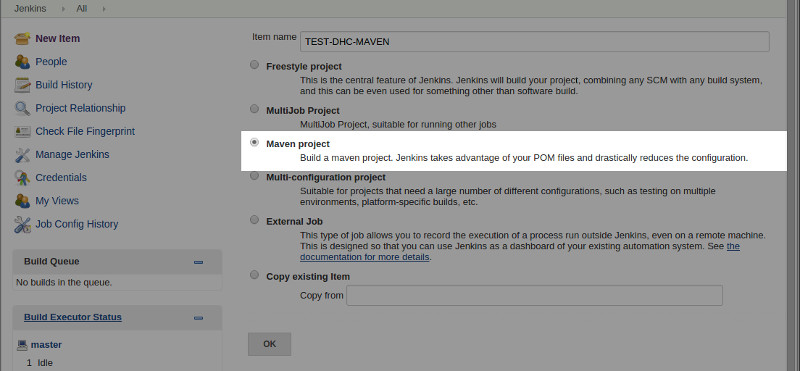 Jenkins › All ›
New Item
People
Build History
Project Relationship
Check File Fingerprint
Manage Jenkins
Credentials
My Views
Job Config History
Build Queue
No builds in the queue.
Build Executor Status
master
1 Idle
Item name TEST-DHC-MAVEN
Freestyle project
This is the central feature of Jenkins. Jenkins will build your project, combining any SCM with any build system,
and this can be even used for something other than software build.
MultiJob Project
MultiJob Project, suitable for running other jobs
Maven project
Build a maven project. Jenkins takes advantage of your POM files and drastically reduces the configuration.
Multi-configuration project
Suitable for projects that need a large number of different configurations, such as testing on multiple
environments, platform-specific builds, etc.
External Job
This type of job allows you to record the execution of a process run outside Jenkins, even on a remote machine.
This is designed so that you can use Jenkins as a dashboard of your existing automation system. See the
documentation for more details.
Copy existing Item
Copy from
OK